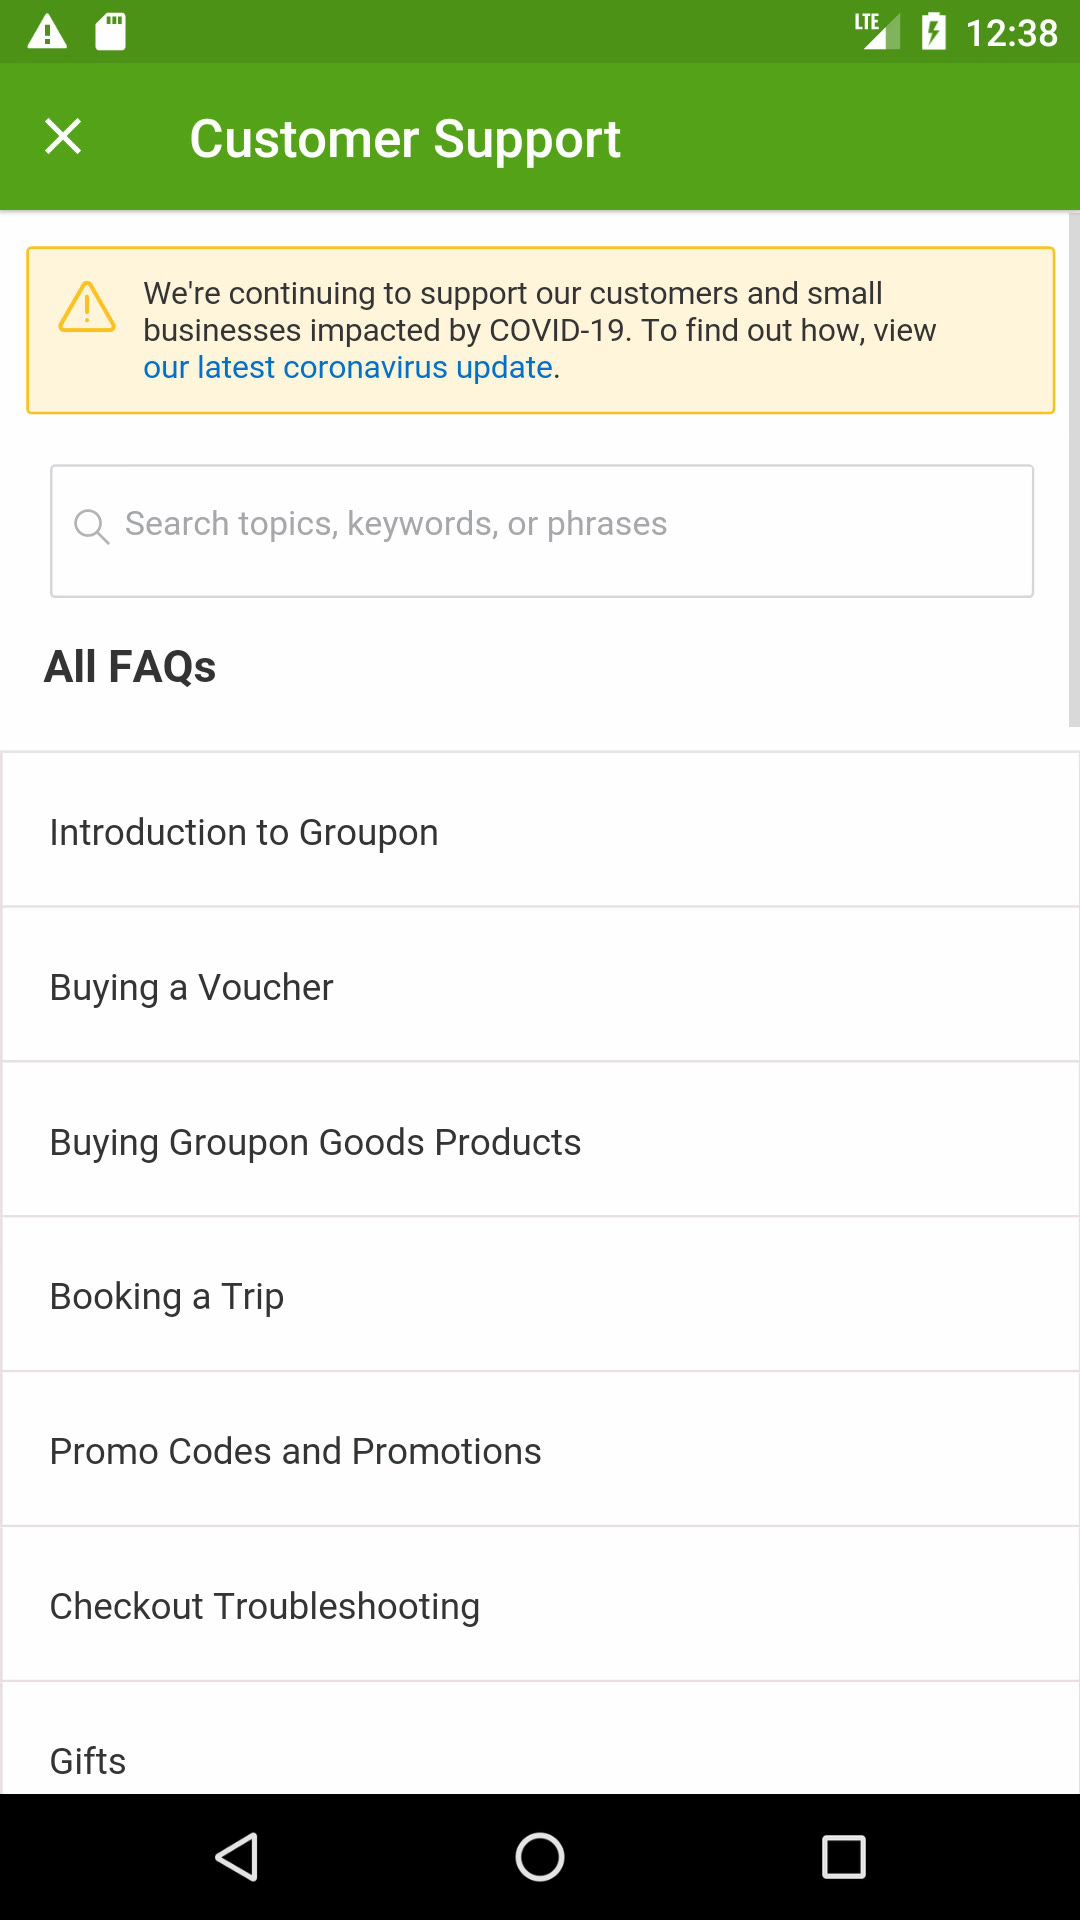 LTE 12:38
Customer Support
We're continuing to support our customers and small
businesses impacted by COVID-19. To find out how, view
our latest coronavirus update.
Search topics, keywords, or phrases
All FAQs
Introduction to Groupon
Buying a Voucher
Buying Groupon Goods Products
Booking a Trip
Promo Codes and Promotions
Checkout Troubleshooting
Gifts